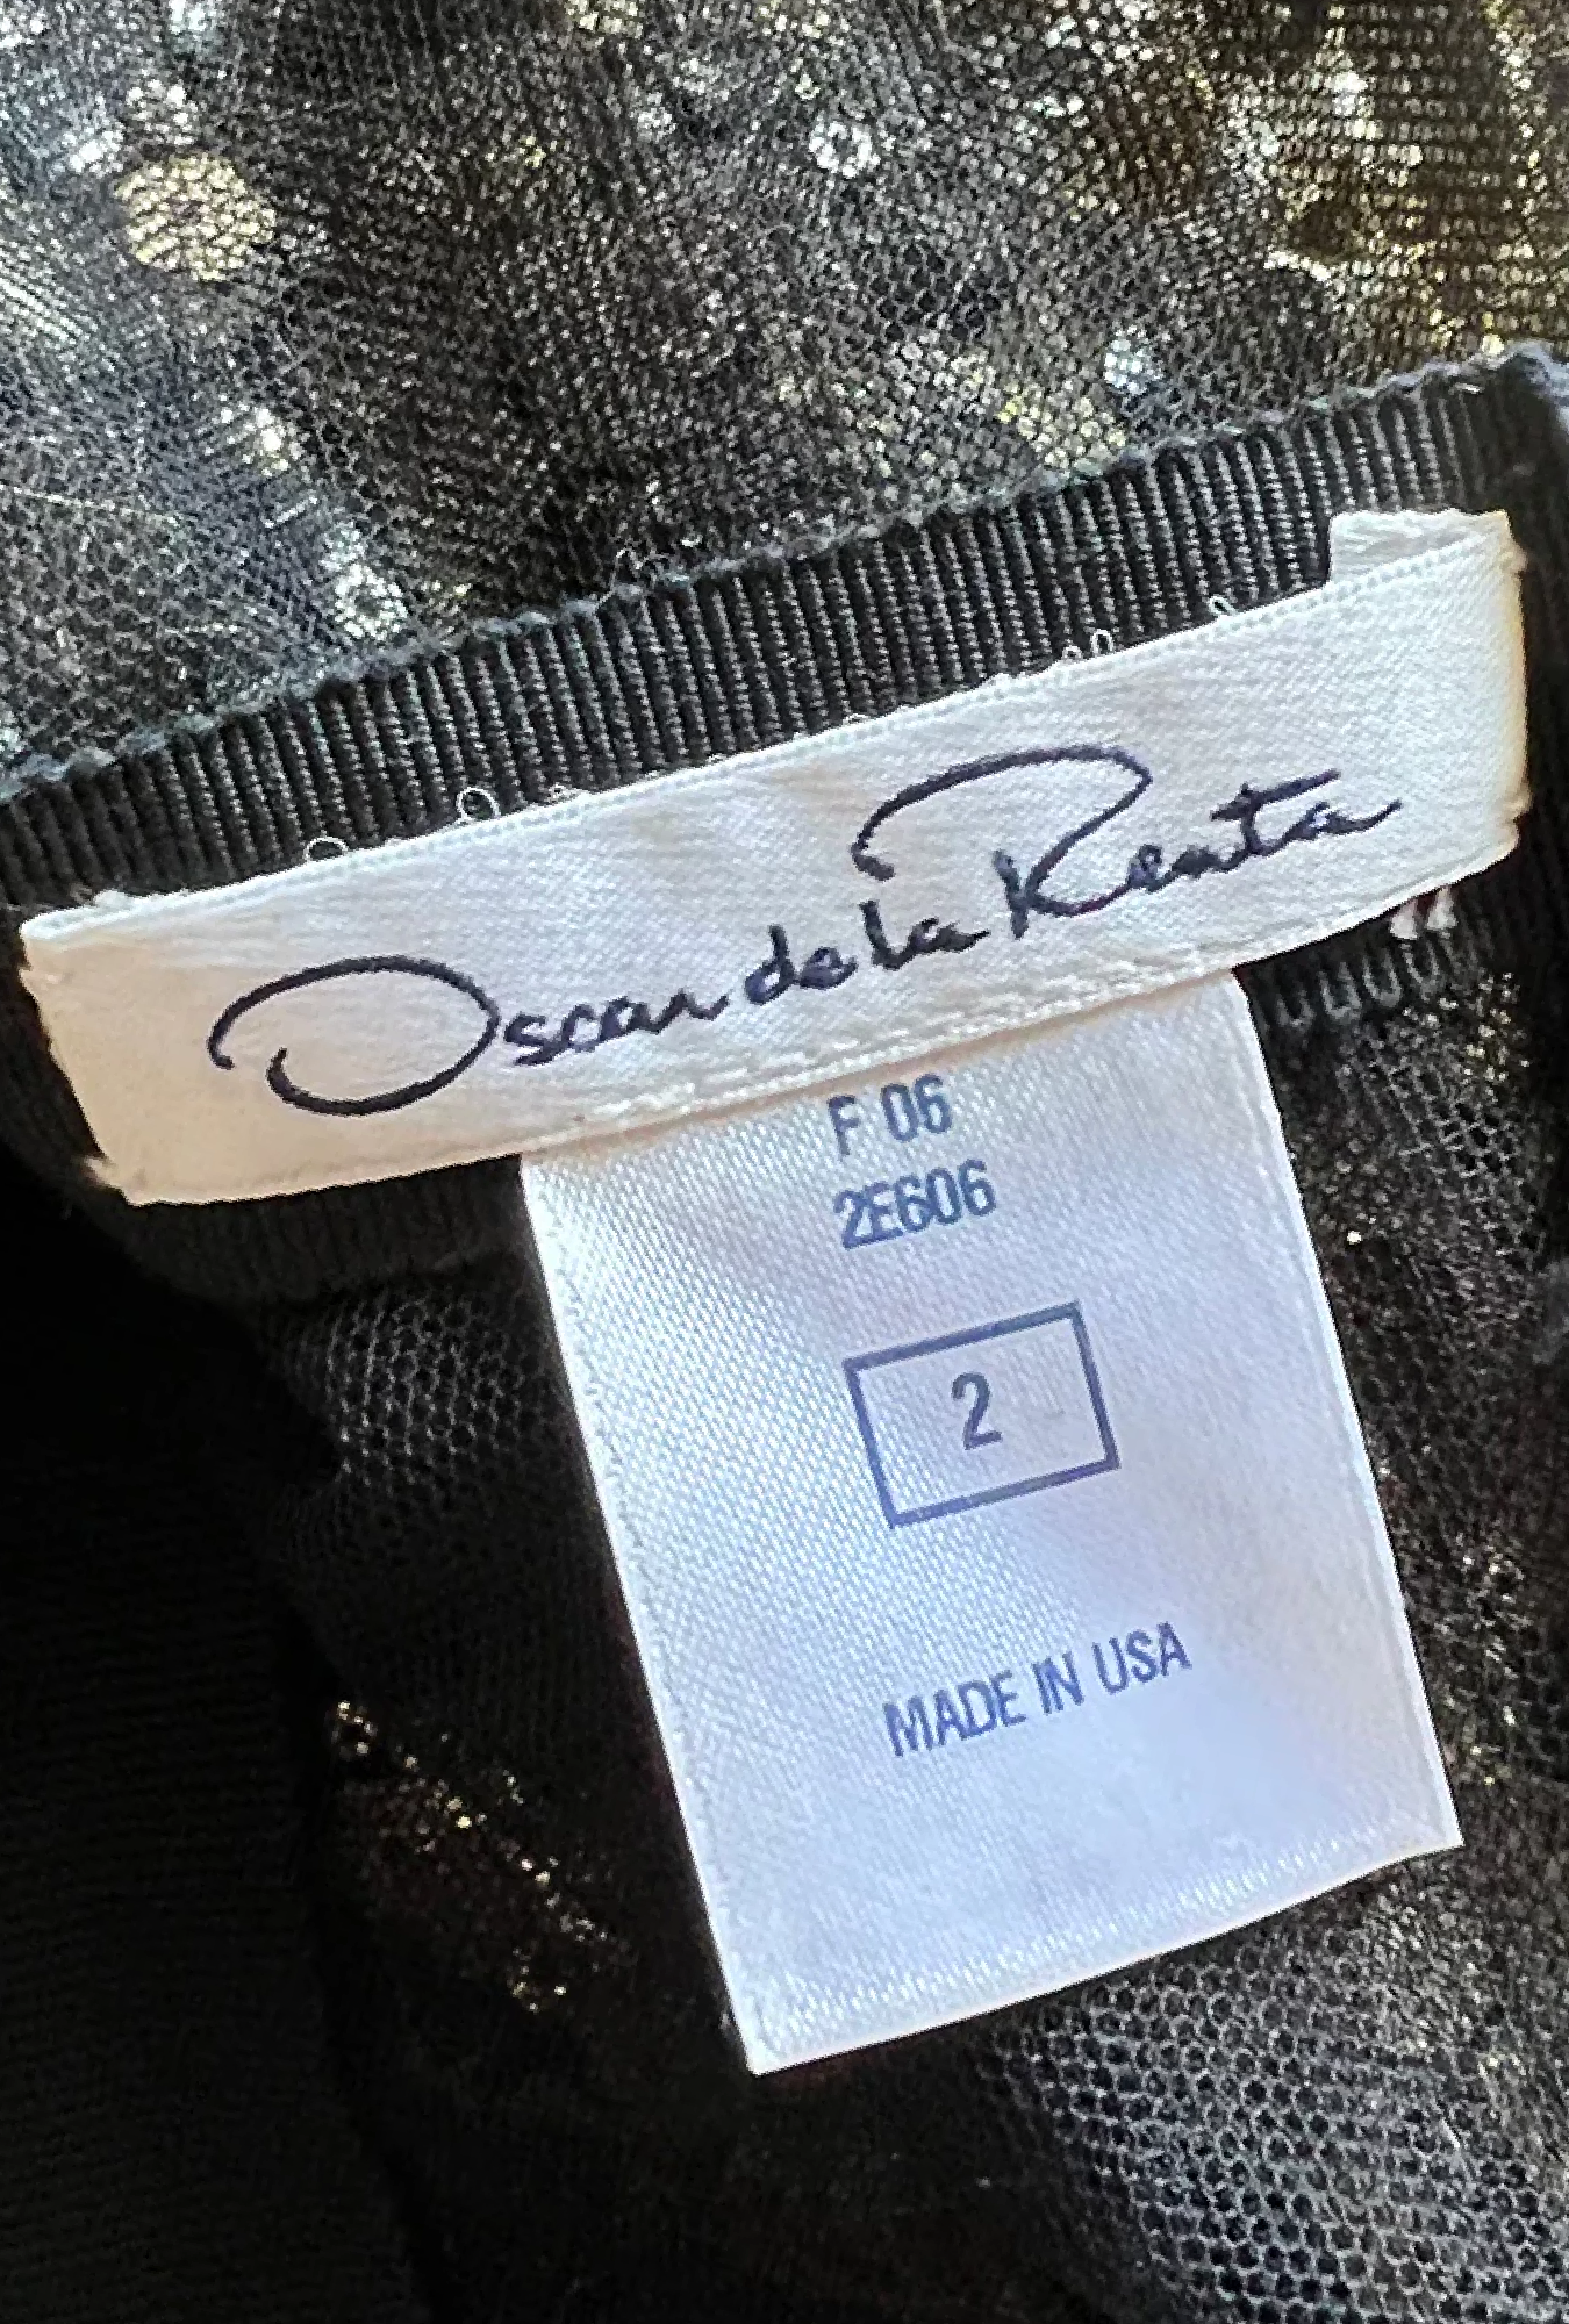 Oscar de la Renta
F 06
2E606
2
MADE IN USA